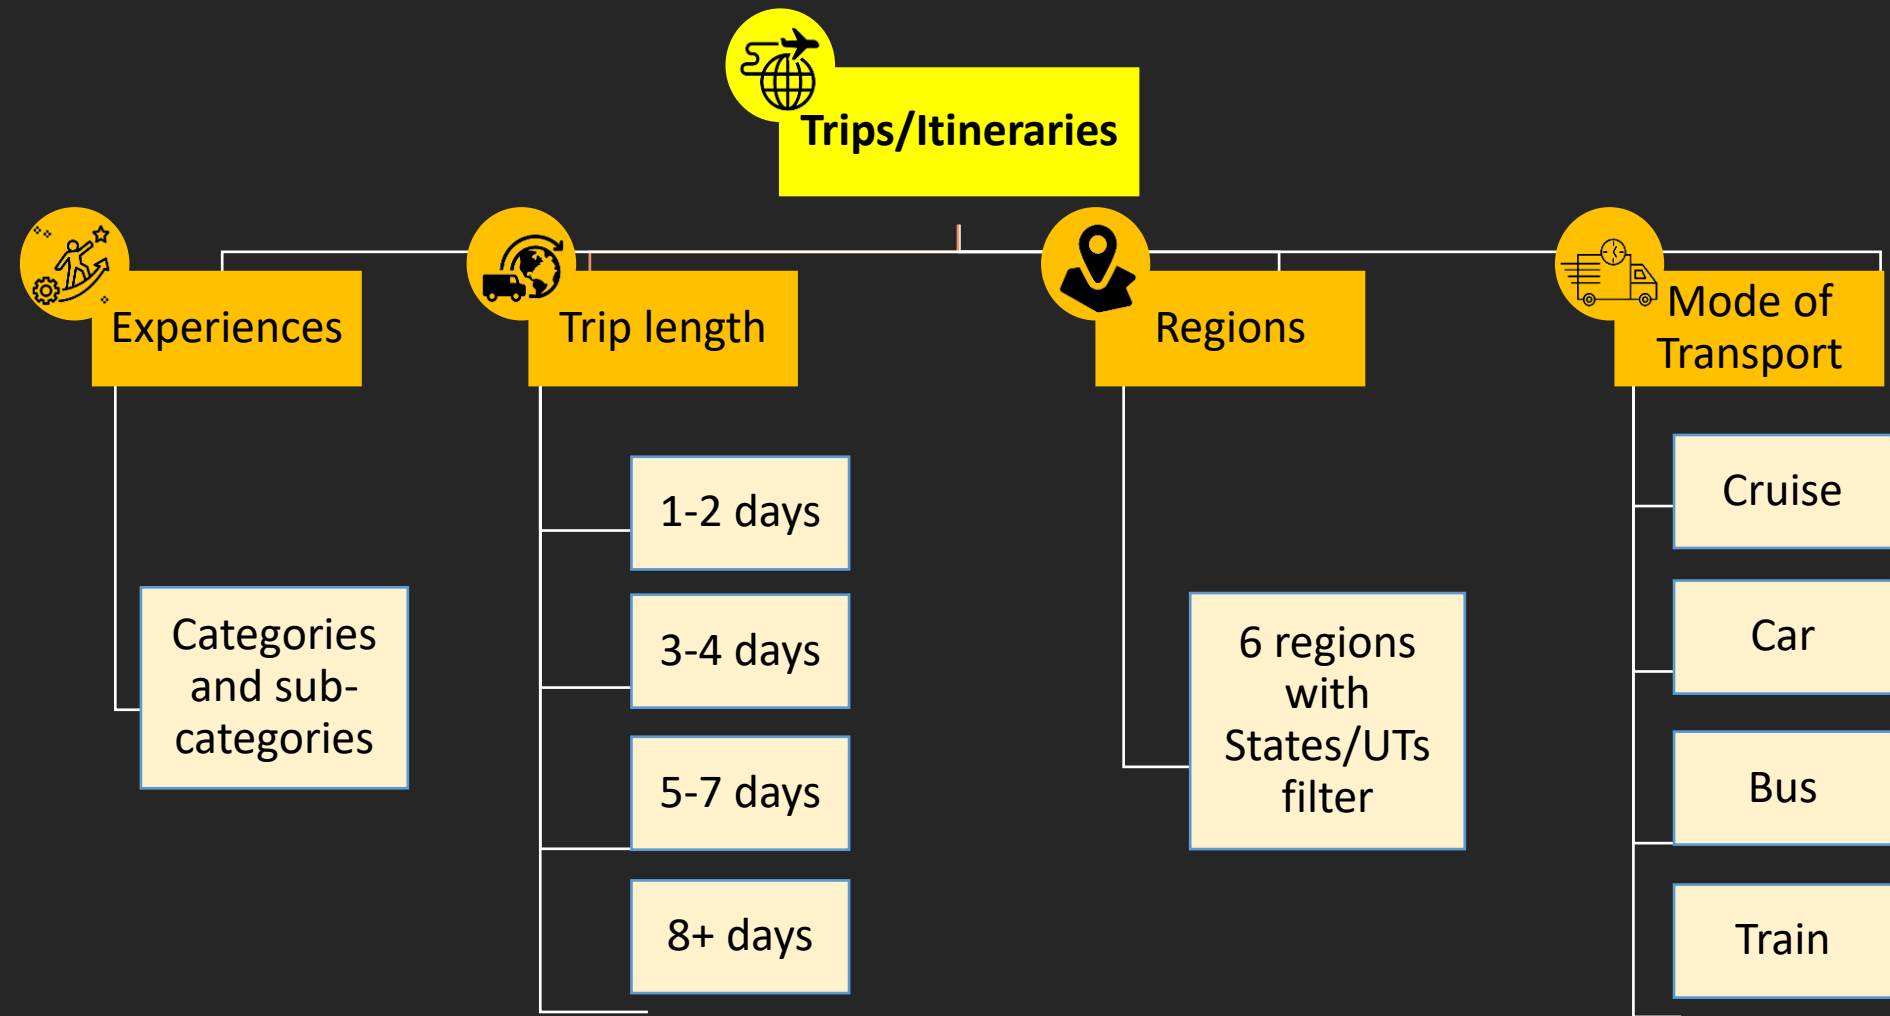 Trips/Itineraries
Experiences
Categories
and sub-
categories
Trip length
1-2 days
3-4 days
5-7 days
8+ days
Regions
6 regions
with
States/UTs
filter
Mode of
Transport
Cruise
Car
Bus
Train